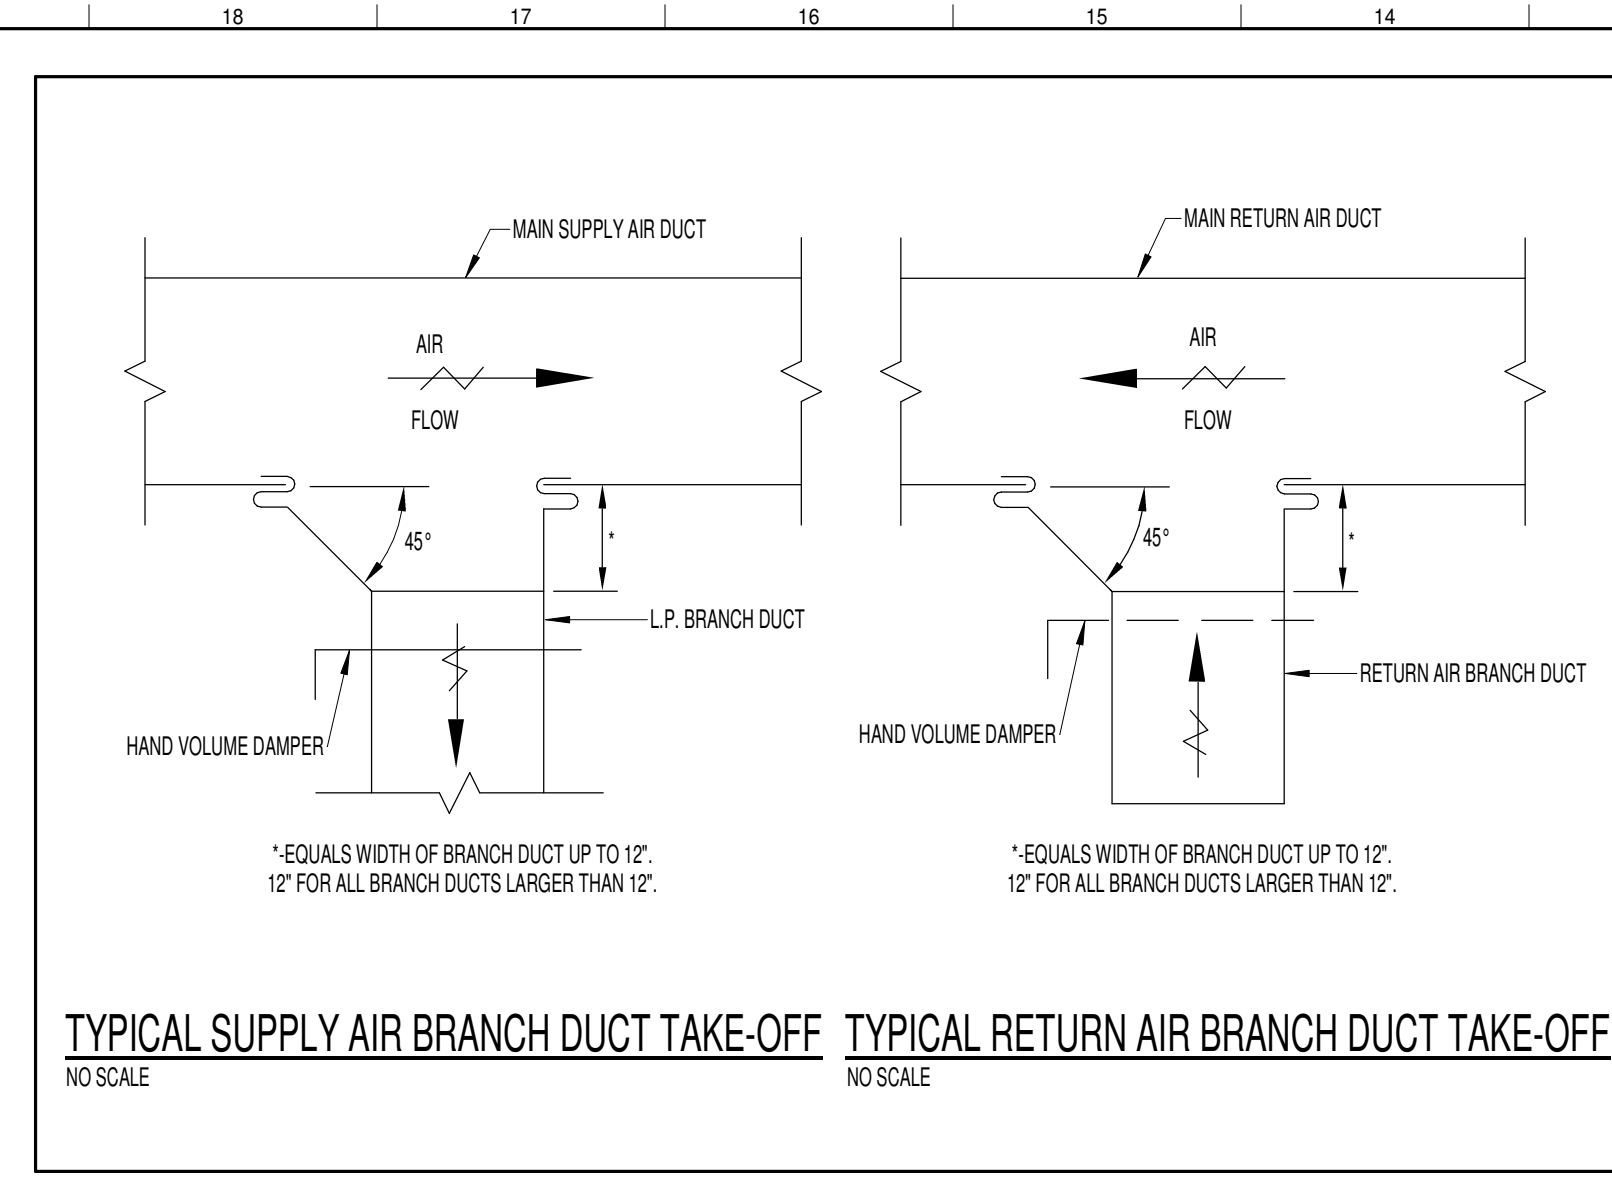 18
17
16
15
14
MAIN SUPPLY AIR DUCT
AIR
FLOW
45°
*
L.P. BRANCH DUCT
HAND VOLUME DAMPER
*-EQUALS WIDTH OF BRANCH DUCT UP TO 12".
12" FOR ALL BRANCH DUCTS LARGER THAN 12".
TYPICAL SUPPLY AIR BRANCH DUCT TAKE-OFF
NO SCALE
MAIN RETURN AIR DUCT
AIR
FLOW
45°
*
RETURN AIR BRANCH DUCT
HAND VOLUME DAMPER
*-EQUALS WIDTH OF BRANCH DUCT UP TO 12".
12" FOR ALL BRANCH DUCTS LARGER THAN 12".
TYPICAL RETURN AIR BRANCH DUCT TAKE-OFF
NO SCALE